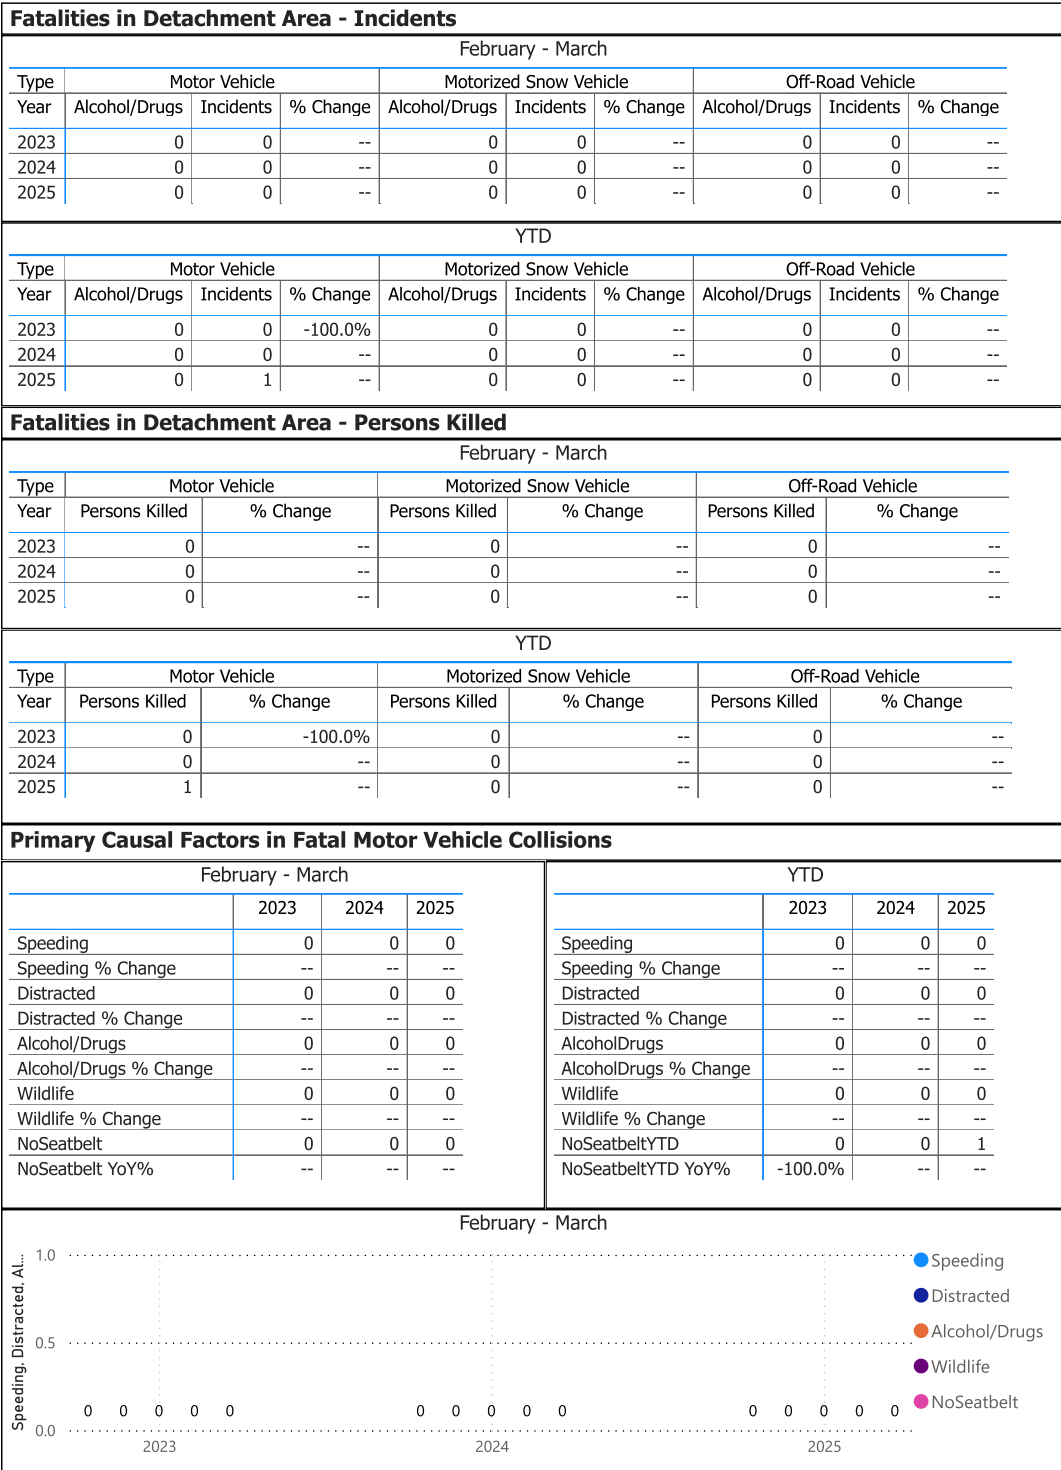 Fatalities in Detachment Area - Incidents
February - March
Type Motor Vehicle Motorized Snow Vehicle Off-Road Vehicle
Year Alcohol/Drugs Incidents % Change Alcohol/Drugs Incidents % Change Alcohol/Drugs Incidents % Change
2023 0 0 -- 0 0 -- 0 0 --
2024 0 0 -- 0 0 -- 0 0 --
2025 0 0 -- 0 0 -- 0 0 --
YTD
Type Motor Vehicle Motorized Snow Vehicle Off-Road Vehicle
Year Alcohol/Drugs Incidents % Change Alcohol/Drugs Incidents % Change Alcohol/Drugs Incidents % Change
2023 0 0 -100.0% 0 0 -- 0 0 --
2024 0 0 -- 0 0 -- 0 0 --
2025 0 1 -- 0 0 -- 0 0 --
Fatalities in Detachment Area - Persons Killed
February - March
Type Motor Vehicle Motorized Snow Vehicle Off-Road Vehicle
Year Persons Killed % Change Persons Killed % Change Persons Killed % Change
2023 0 -- 0 -- 0 --
2024 0 -- 0 -- 0 --
2025 0 -- 0 -- 0 --
YTD
Type Motor Vehicle Motorized Snow Vehicle Off-Road Vehicle
Year Persons Killed % Change Persons Killed % Change Persons Killed % Change
2023 0 -100.0% 0 -- 0 --
2024 0 -- 0 -- 0 --
2025 1 -- 0 -- 0 --
Primary Causal Factors in Fatal Motor Vehicle Collisions
February - March
2023 2024 2025
Speeding 0 0 0
Speeding % Change -- -- --
Distracted 0 0 0
Distracted % Change -- -- --
Alcohol/Drugs 0 0 0
Alcohol/Drugs % Change -- -- --
Wildlife 0 0 0
Wildlife % Change -- -- --
NoSeatbelt 0 0 0
NoSeatbelt YoY% -- -- --
YTD
2023 2024 2025
Speeding 0 0 0
Speeding % Change -- -- --
Distracted 0 0 0
Distracted % Change -- -- --
AlcoholDrugs 0 0 0
AlcoholDrugs % Change -- -- --
Wildlife 0 0 0
Wildlife % Change -- -- --
NoSeatbeltYTD 0 0 1
NoSeatbeltYTD YoY% -100.0% -- --
February - March
Speeding, Distracted, Al...
1.0
0.5
0.0
0 0 0 0 0 0 0 0 0 0 0 0 0 0 0
2023 2024 2025
Speeding
Distracted
Alcohol/Drugs
Wildlife
NoSeatbelt